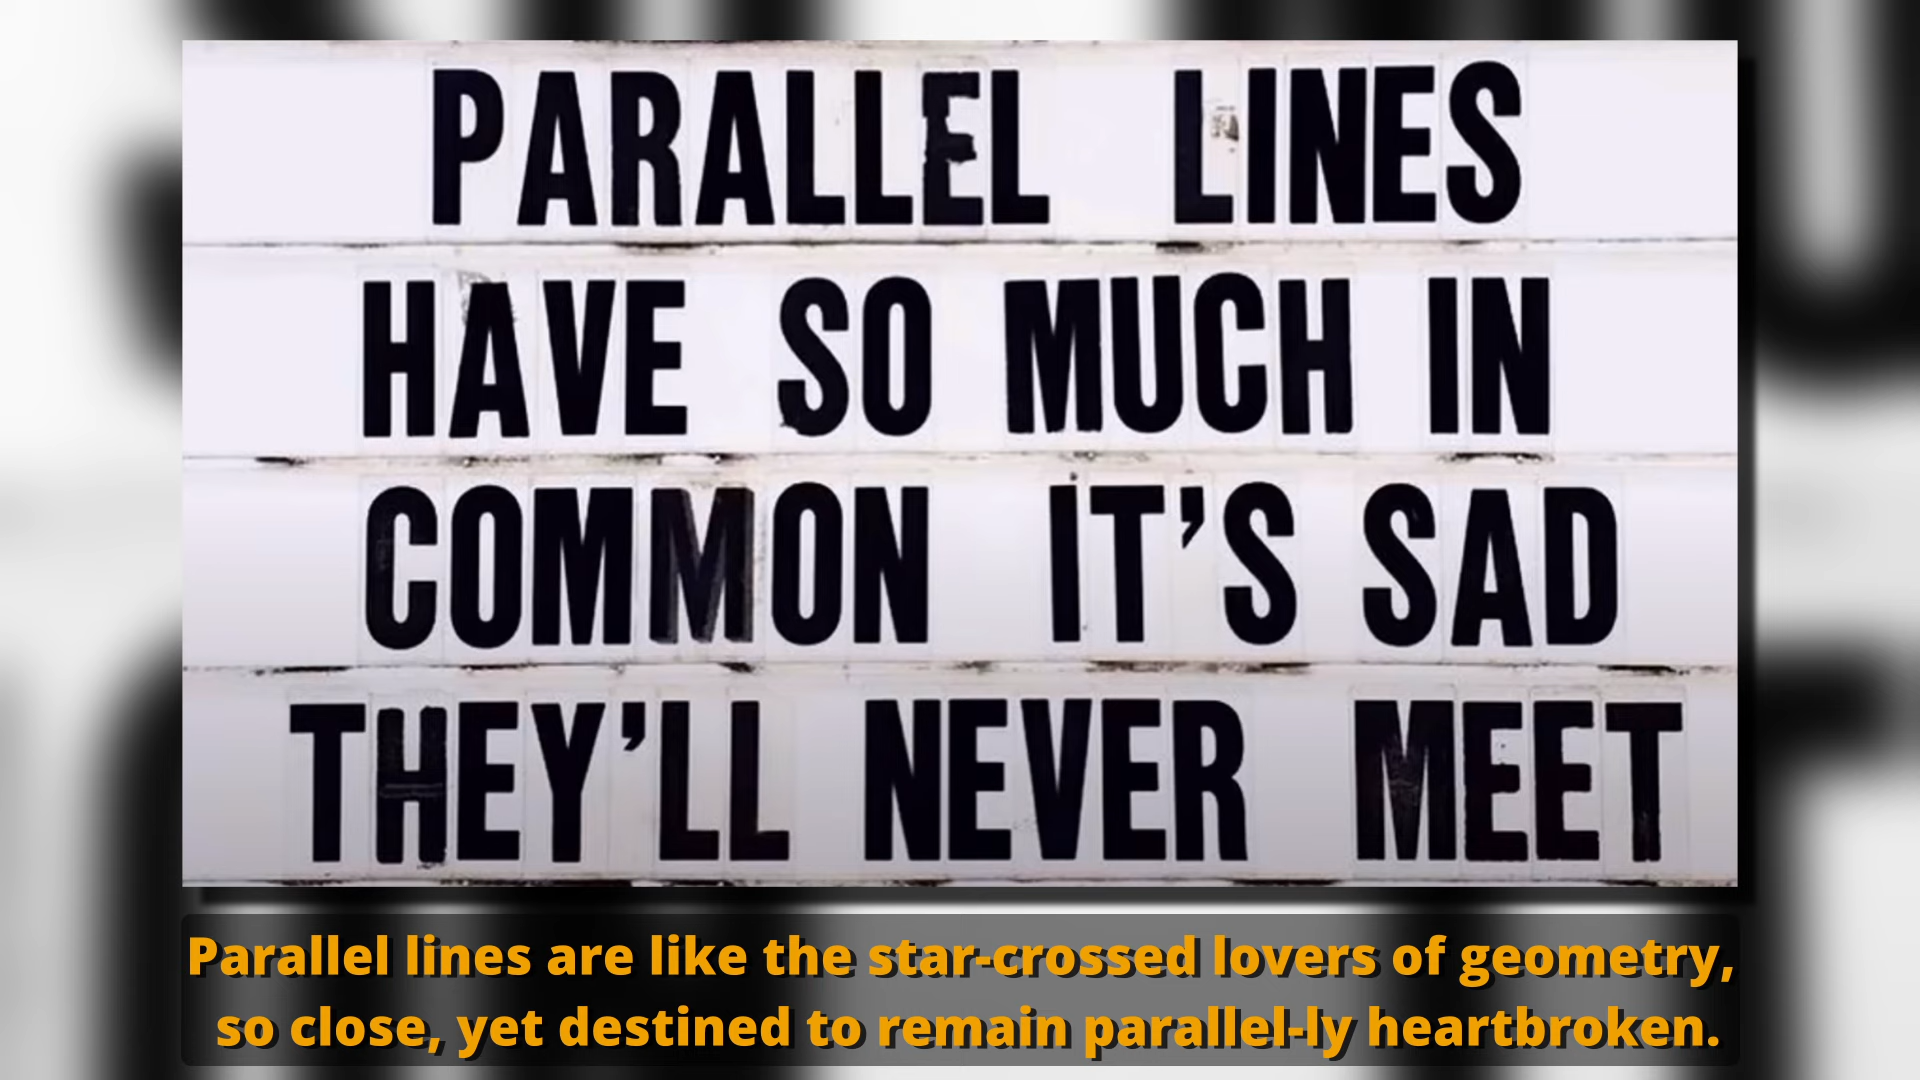 PARALLEL LINES
HAVE SO MUCH IN
COMMON IT'S SAD
THEY'LL NEVER MEET
Parallel lines are like the star-crossed lovers of geometry,
so close, yet destined to remain parallel-ly heartbroken.